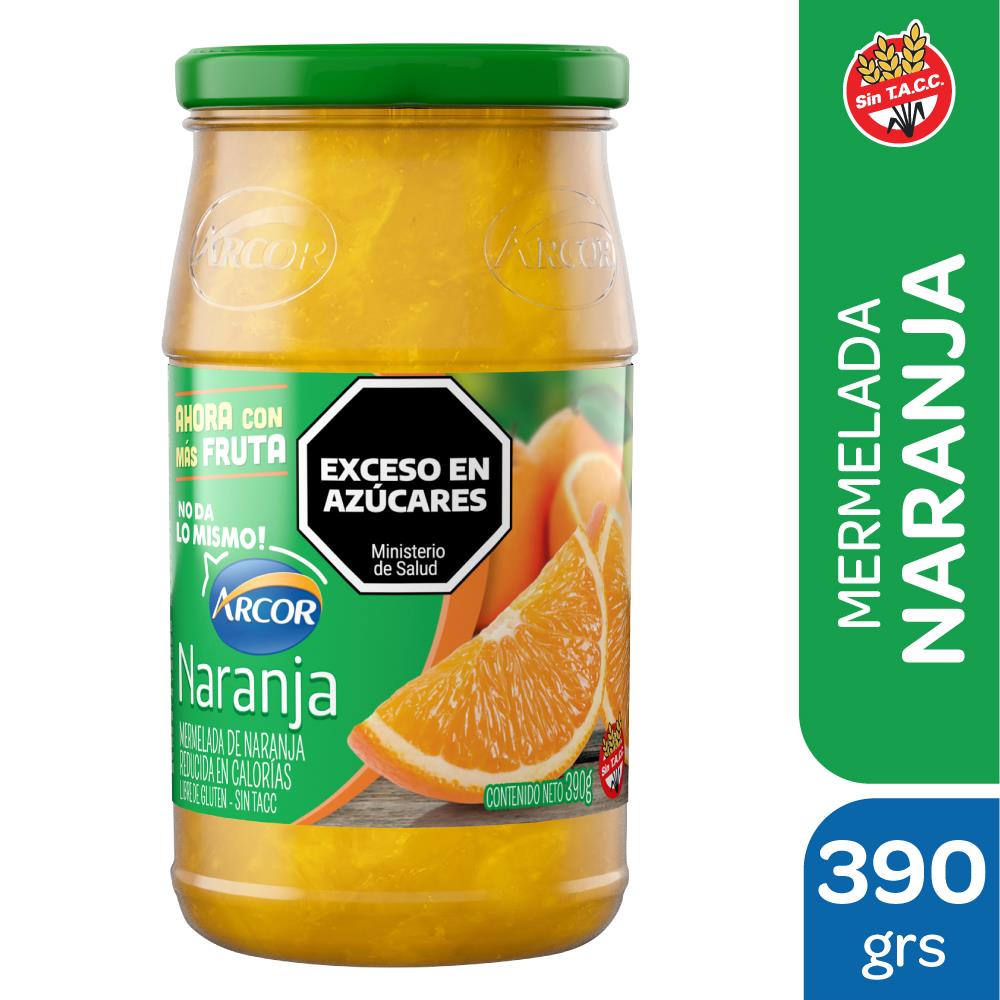 ARCOR
ARCOR
AHORA CON
MÁS FRUTA
NO DA
LO MISMO!
ARCOR
Naranja
MERMELADA DE NARANJA
REDUCIDA EN CALORÍAS
LIBRE DE GLUTEN - SIN TACC
EXCESO EN
AZÚCARES
Ministerio
de Salud
Sin T.A.C.C.
CONTENIDO NETO 390g
Sin T.A.C.C.
MERMELADA
NARANJA
390
grs